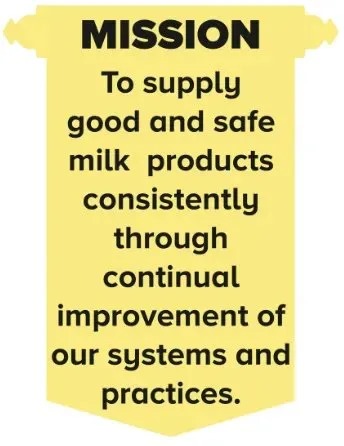 MISSION
To supply
good and safe
milk products
consistently
through
continual
improvement of
our systems and
practices.